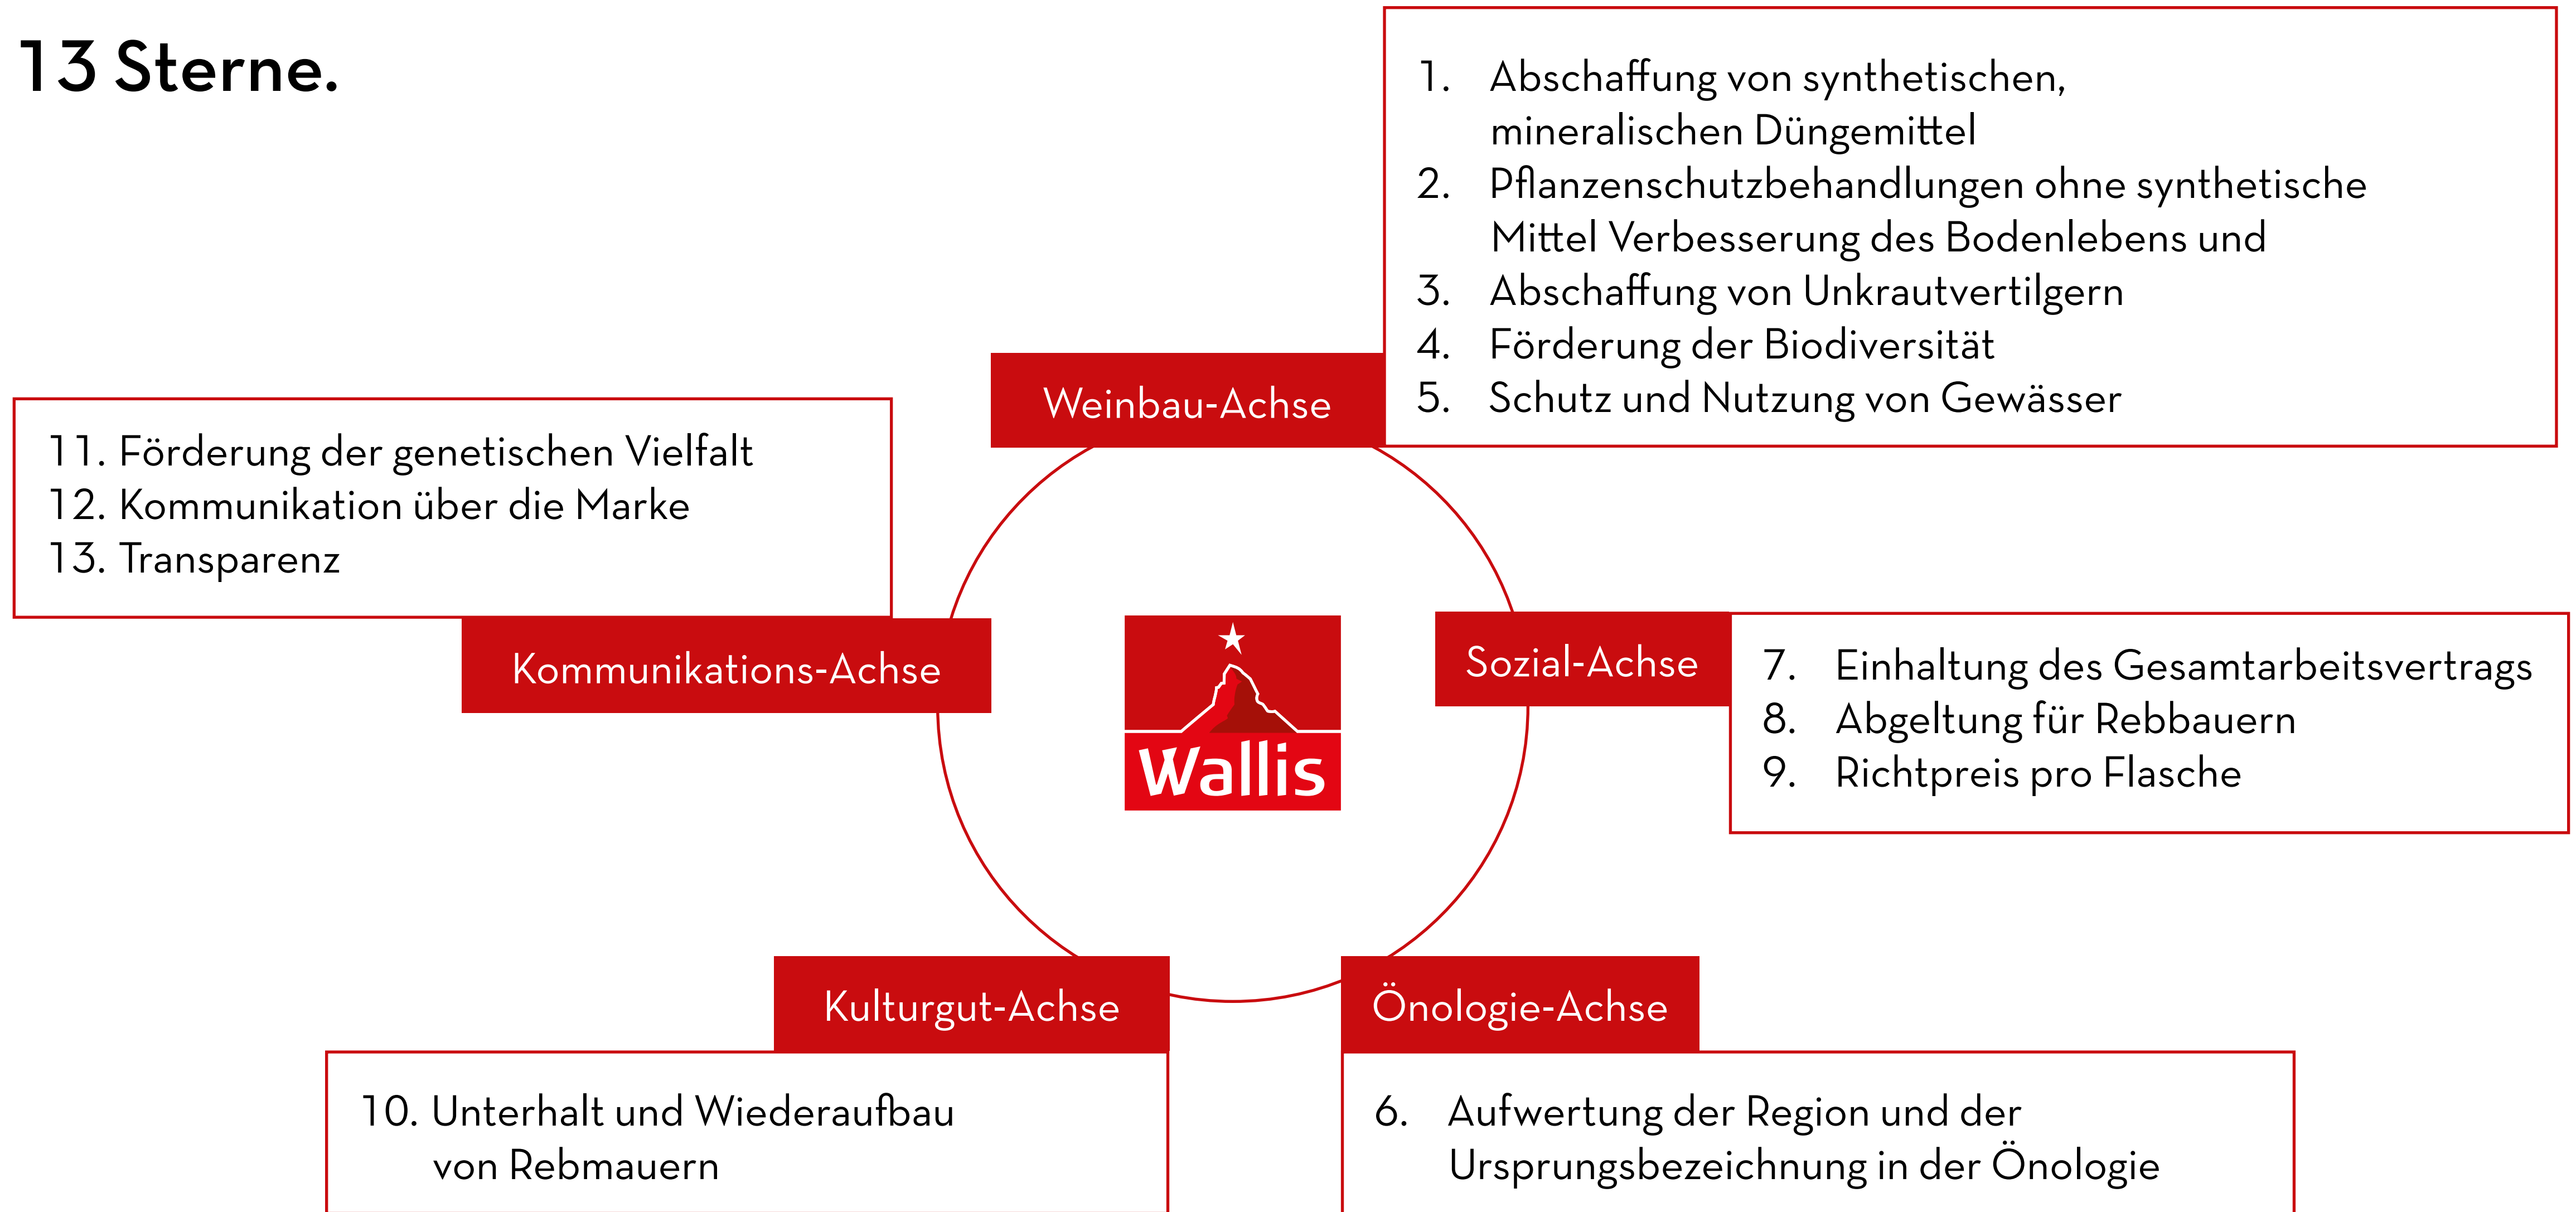 13 Sterne.
1. Abschaffung von synthetischen,
mineralischen Düngemittel
2. Pflanzenschutzbehandlungen ohne synthetische
Mittel Verbesserung des Bodenlebens und
3. Abschaffung von Unkrautvertilgern
4. Förderung der Biodiversität
5. Schutz und Nutzung von Gewässer
Weinbau-Achse
11. Förderung der genetischen Vielfalt
12. Kommunikation über die Marke
13. Transparenz
Kommunikations-Achse
Wallis
Sozial-Achse
7. Einhaltung des Gesamtarbeitsvertrags
8. Abgeltung für Rebbauern
9. Richtpreis pro Flasche
Kulturgut-Achse
10. Unterhalt und Wiederaufbau
von Rebmauern
Önologie-Achse
6. Aufwertung der Region und der
Ursprungsbezeichnung in der Önologie